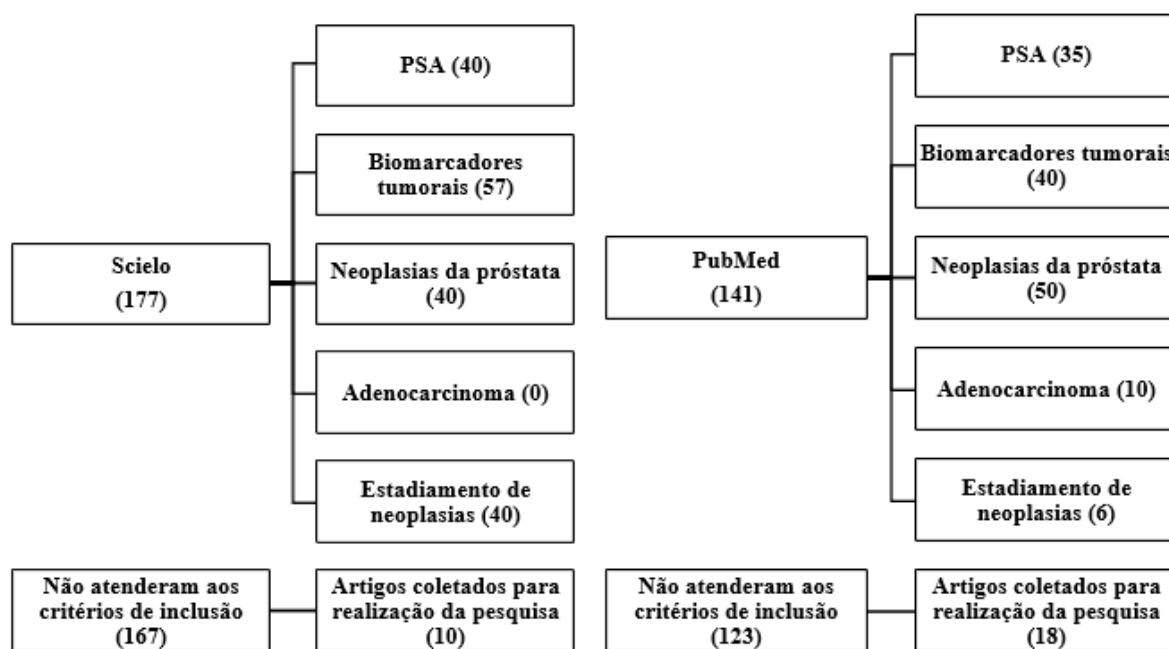 PSA (40)
Biomarcadores
tumorais (57)
Scielo
(177)
Neoplasias da próstata
(40)
Adenocarcinoma (0)
Estadiamento de
neoplasias (40)
Não atenderam aos
critérios de inclusão
(167)
Artigos coletados para
realização da pesquisa
(10)
PSA (35)
Biomarcadores tumorais
(40)
PubMed
(141)
Neoplasias da próstata
(50)
Adenocarcinoma (10)
Estadiamento de
neoplasias (6)
Não atenderam aos
critérios de inclusão
(123)
Artigos coletados para
realização da pesquisa
(18)